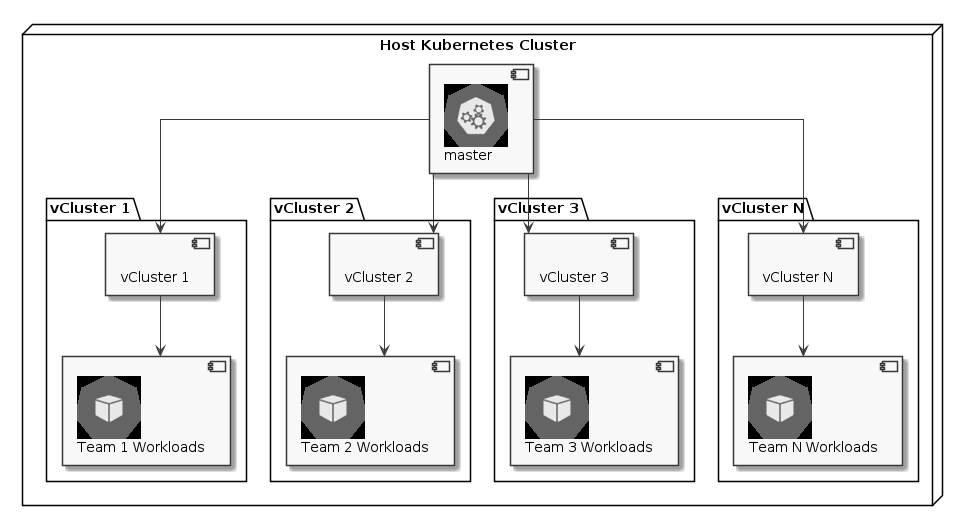 Host Kubernetes Cluster
master
vCluster 1
vCluster 2
vCluster 3
vCluster N
vCluster 1
vCluster 2
vCluster 3
vCluster N
Team 1 Workloads
Team 2 Workloads
Team 3 Workloads
Team N Workloads